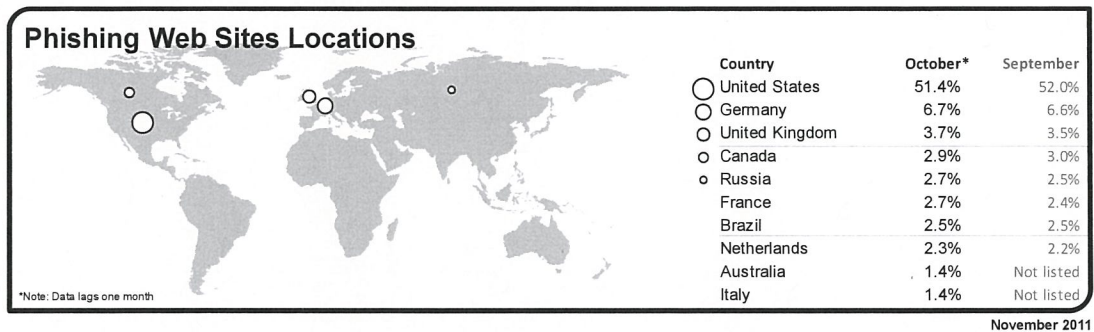 Phishing Web Sites Locations
Country October* September
United States 51.4% 52.0%
Germany 6.7% 6.6%
United Kingdom 3.7% 3.5%
Canada 2.9% 3.0%
Russia 2.7% 2.5%
France 2.7% 2.4%
Brazil 2.5% 2.5%
Netherlands 2.3% 2.2%
Australia 1.4% Not listed
Italy 1.4% Not listed
*Note: Data lags one month
November 2011